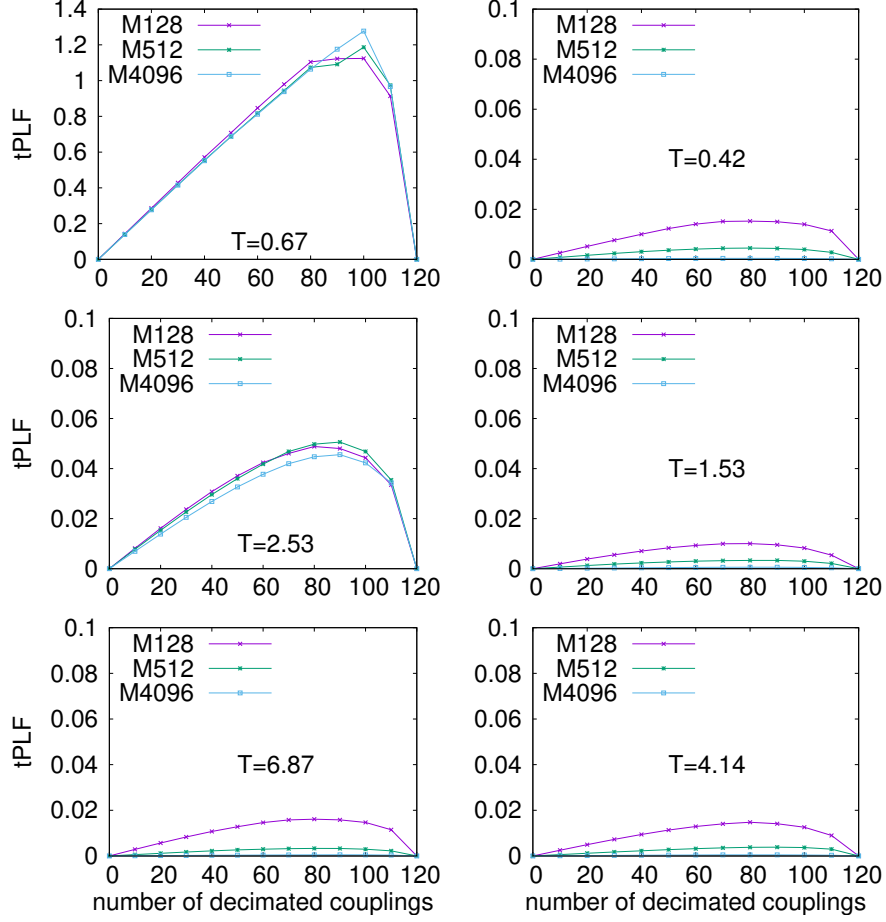 1.4
1.2
1
0.8
0.6
0.4
0.2
0
tPLF
M128
M512
M4096
T=0.67
0 20 40 60 80 100 120
0.1
0.08
0.06
0.04
0.02
0
M128
M512
M4096
T=0.42
0 20 40 60 80 100 120
0.1
0.08
0.06
0.04
0.02
0
tPLF
M128
M512
M4096
T=2.53
0 20 40 60 80 100 120
0.1
0.08
0.06
0.04
0.02
0
M128
M512
M4096
T=1.53
0 20 40 60 80 100 120
0.1
0.08
0.06
0.04
0.02
0
tPLF
M128
M512
M4096
T=6.87
0 20 40 60 80 100 120
number of decimated couplings
0.1
0.08
0.06
0.04
0.02
0
M128
M512
M4096
T=4.14
0 20 40 60 80 100 120
number of decimated couplings